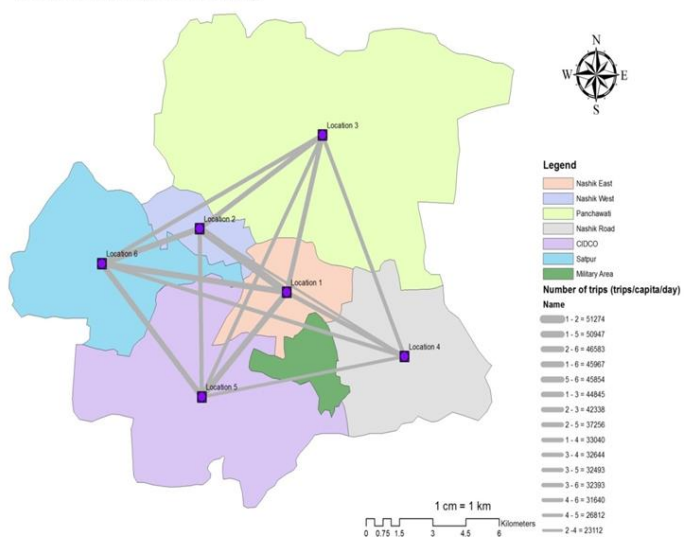 N
W E
S
Location 3
Location 2
Location 6
Location 1
Location 4
Location 5
Legend
Nashik East
Nashik West
Panchawati
Nashik Road
CIDCO
Satpur
Military Area
Number of trips (trips/capita/day)
Name
1 - 2 = 51274
1 - 5 = 50947
2 - 6 = 46583
1 - 6 = 45967
5 - 6 = 45854
1 - 3 = 44845
2 - 3 = 42338
2 - 5 = 37256
1 - 4 = 33040
3 - 4 = 32644
3 - 5 = 32493
3 - 6 = 32393
4 - 6 = 31640
4 - 5 = 26812
2 -4 = 23112
1 cm = 1 km
Kilometers
0 0.75 1.5 3 4.5 6